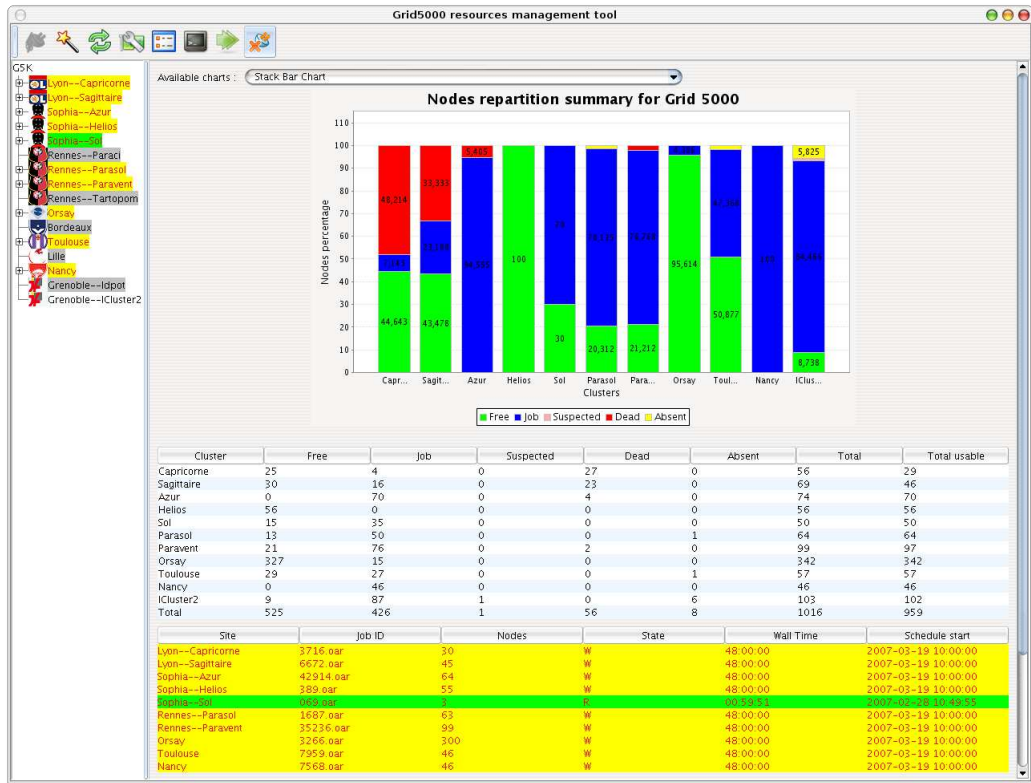 Grid5000 resources management tool
G5K
Lyon--Capricorne
Lyon--Sagittaire
Sophia--Azur
Sophia--Helios
Sophia--Sol
Rennes--Paraci
Rennes--Parasol
Rennes--Paravent
Rennes--Tartopom
Orsay
Bordeaux
Toulouse
Lille
Nancy
Grenoble--Idpot
Grenoble--ICluster2
Available charts : Stack Bar Chart
Nodes repartition summary for Grid 5000
Nodes percentage
110
100
90
80
70
60
50
40
30
20
10
0
48,214
44,643
33,333
43,478
5,405
100
30
20,312
21,212
95,614
50,877
5,825
8,738
Capr... Sagit... Azur Helios Sol Parasol Para... Orsay Toul... Nancy IClus...
Clusters
Free Job Suspected Dead Absent
Cluster Free Job Suspected Dead Absent Total Total usable
Capricorne 25 4 0 27 0 56 29
Sagittaire 30 16 0 23 0 69 46
Azur 0 70 0 4 0 74 70
Helios 56 0 0 0 0 56 56
Sol 15 35 0 0 0 50 50
Parasol 13 50 0 0 1 64 64
Paravent 21 76 0 2 0 99 97
Orsay 327 15 0 0 0 342 342
Toulouse 29 27 0 0 1 57 57
Nancy 0 46 0 0 0 46 46
ICluster2 9 87 1 0 6 103 102
Total 525 426 1 56 8 1016 959
Site Job ID Nodes State Wall Time Schedule start
Lyon--Capricorne 3716.oar 30 W 48:00:00 2007-03-19 10:00:00
Lyon--Sagittaire 6672.oar 45 W 48:00:00 2007-03-19 10:00:00
Sophia--Azur 42914.oar 64 W 48:00:00 2007-03-19 10:00:00
Sophia--Helios 389.oar 55 W 48:00:00 2007-03-19 10:00:00
Sophia--Sol 069.oar 3 R 00:59:51 2007-02-28 10:49:55
Rennes--Parasol 1687.oar 63 W 48:00:00 2007-03-19 10:00:00
Rennes--Paravent 35236.oar 99 W 48:00:00 2007-03-19 10:00:00
Orsay 3266.oar 300 W 48:00:00 2007-03-19 10:00:00
Toulouse 7959.oar 46 W 48:00:00 2007-03-19 10:00:00
Nancy 7568.oar 46 W 48:00:00 2007-03-19 10:00:00